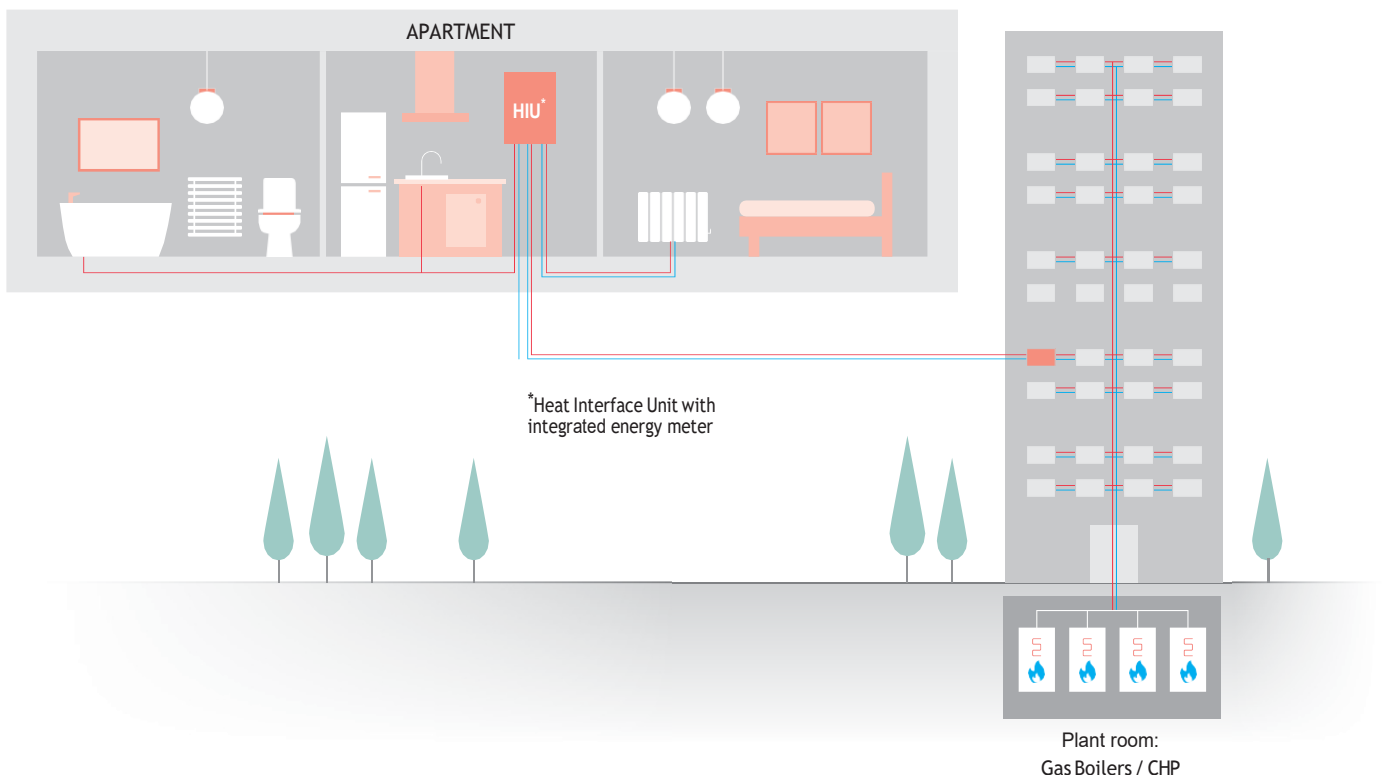 APARTMENT
HIU*
*Heat Interface Unit with
integrated energy meter
Plant room:
Gas Boilers / CHP